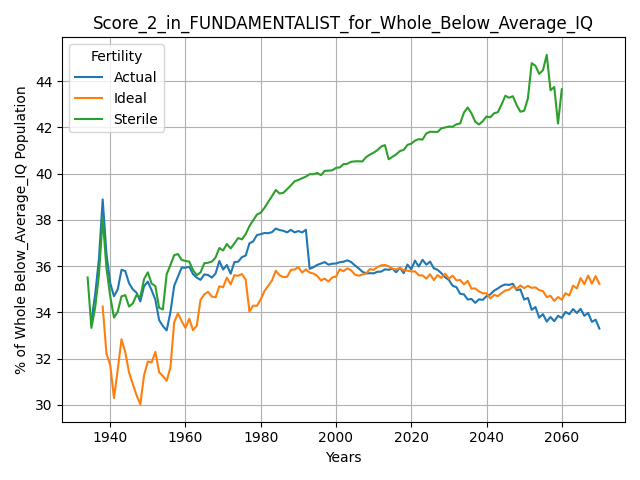 Score_2_in_FUNDAMENTALIST_for_Whole_Below_Average_IQ
Fertility
Actual
Ideal
Sterile
% of Whole Below_Average_IQ Population
44
42
40
38
36
34
32
30
1940
1960
1980
2000
2020
2040
2060
Years